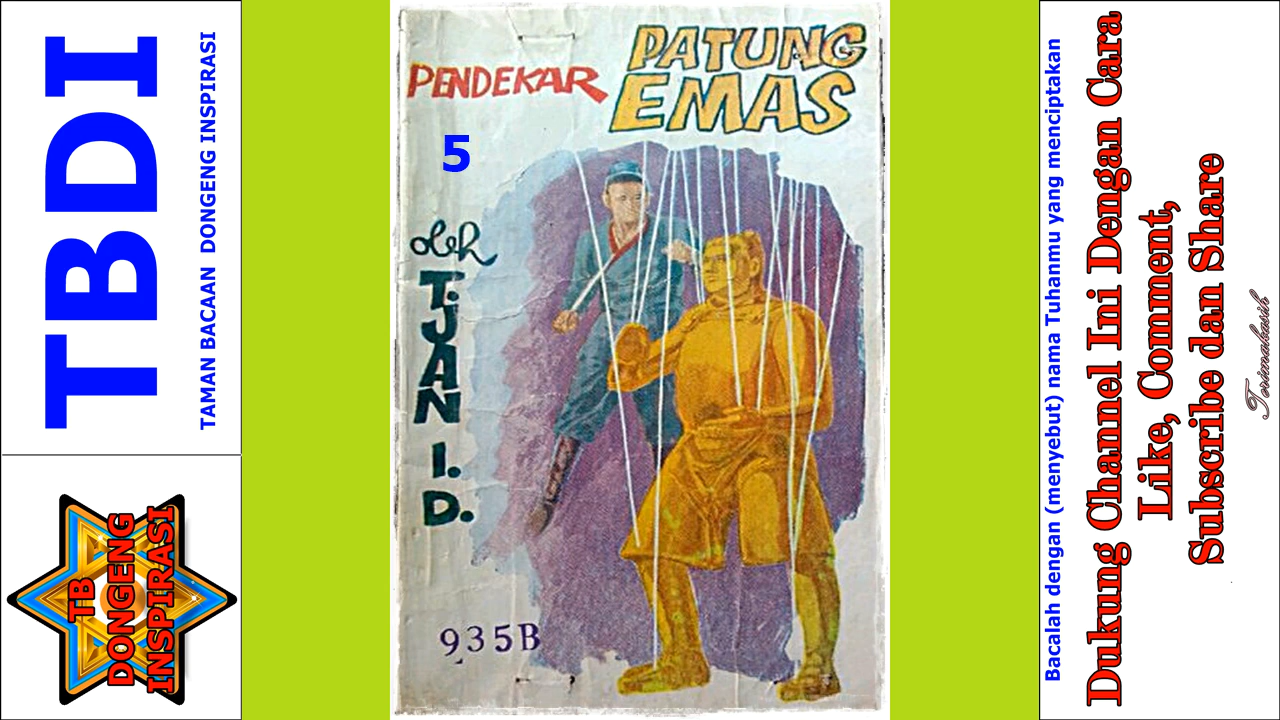 TBDI
TAMAN BACAAN DONGENG INSPIRASI
TB
DONGENG
INSPIRASI
PENDEKAR
PATUNG
EMAS
5
oleh
T.JAN I.D.
935B
Bacalah dengan (menyebut) nama Tuhanmu yang menciptakan
Dukung Channel Ini Dengan Cara
Like, Comment,
Subscribe dan Share
Terimakasih